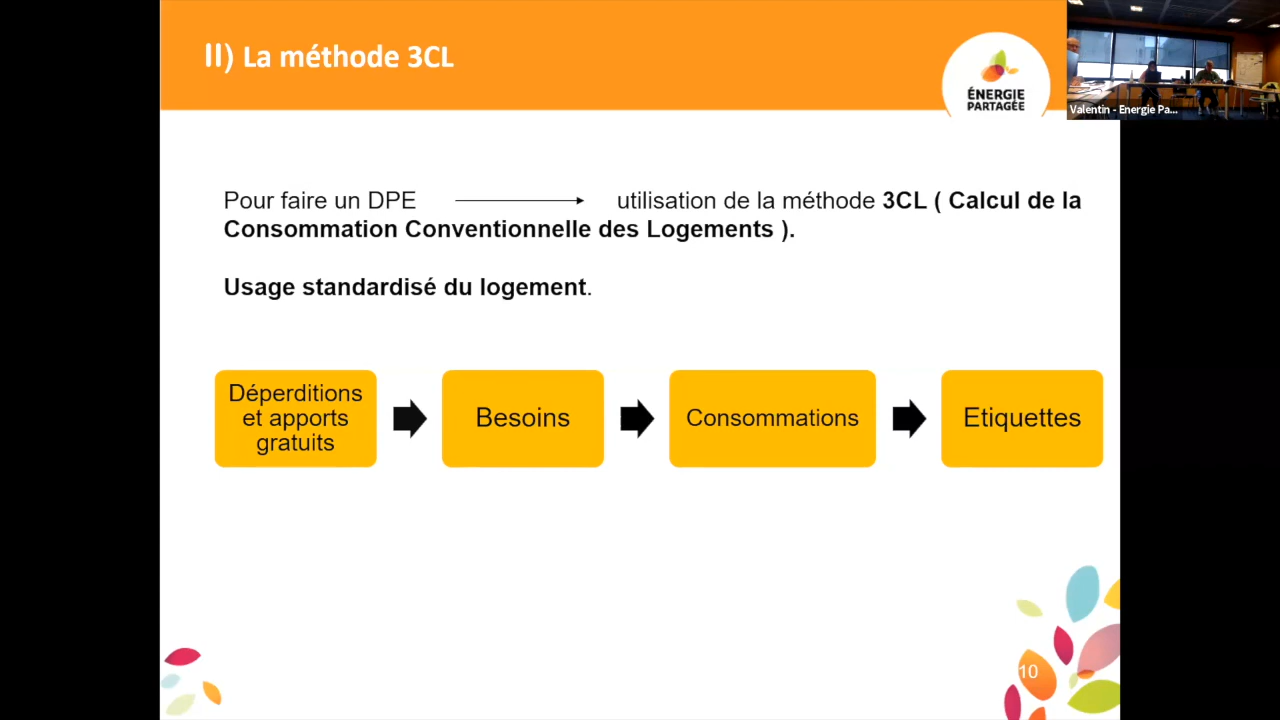 II) La méthode 3CL
ÉNERGIE
PARTAGÉE
Valentin - Energie Pa...
Pour faire un DPE utilisation de la méthode 3CL ( Calcul de la
Consommation Conventionnelle des Logements ).
Usage standardisé du logement.
Déperditions
et apports
gratuits
Besoins
Consommations
Etiquettes
10